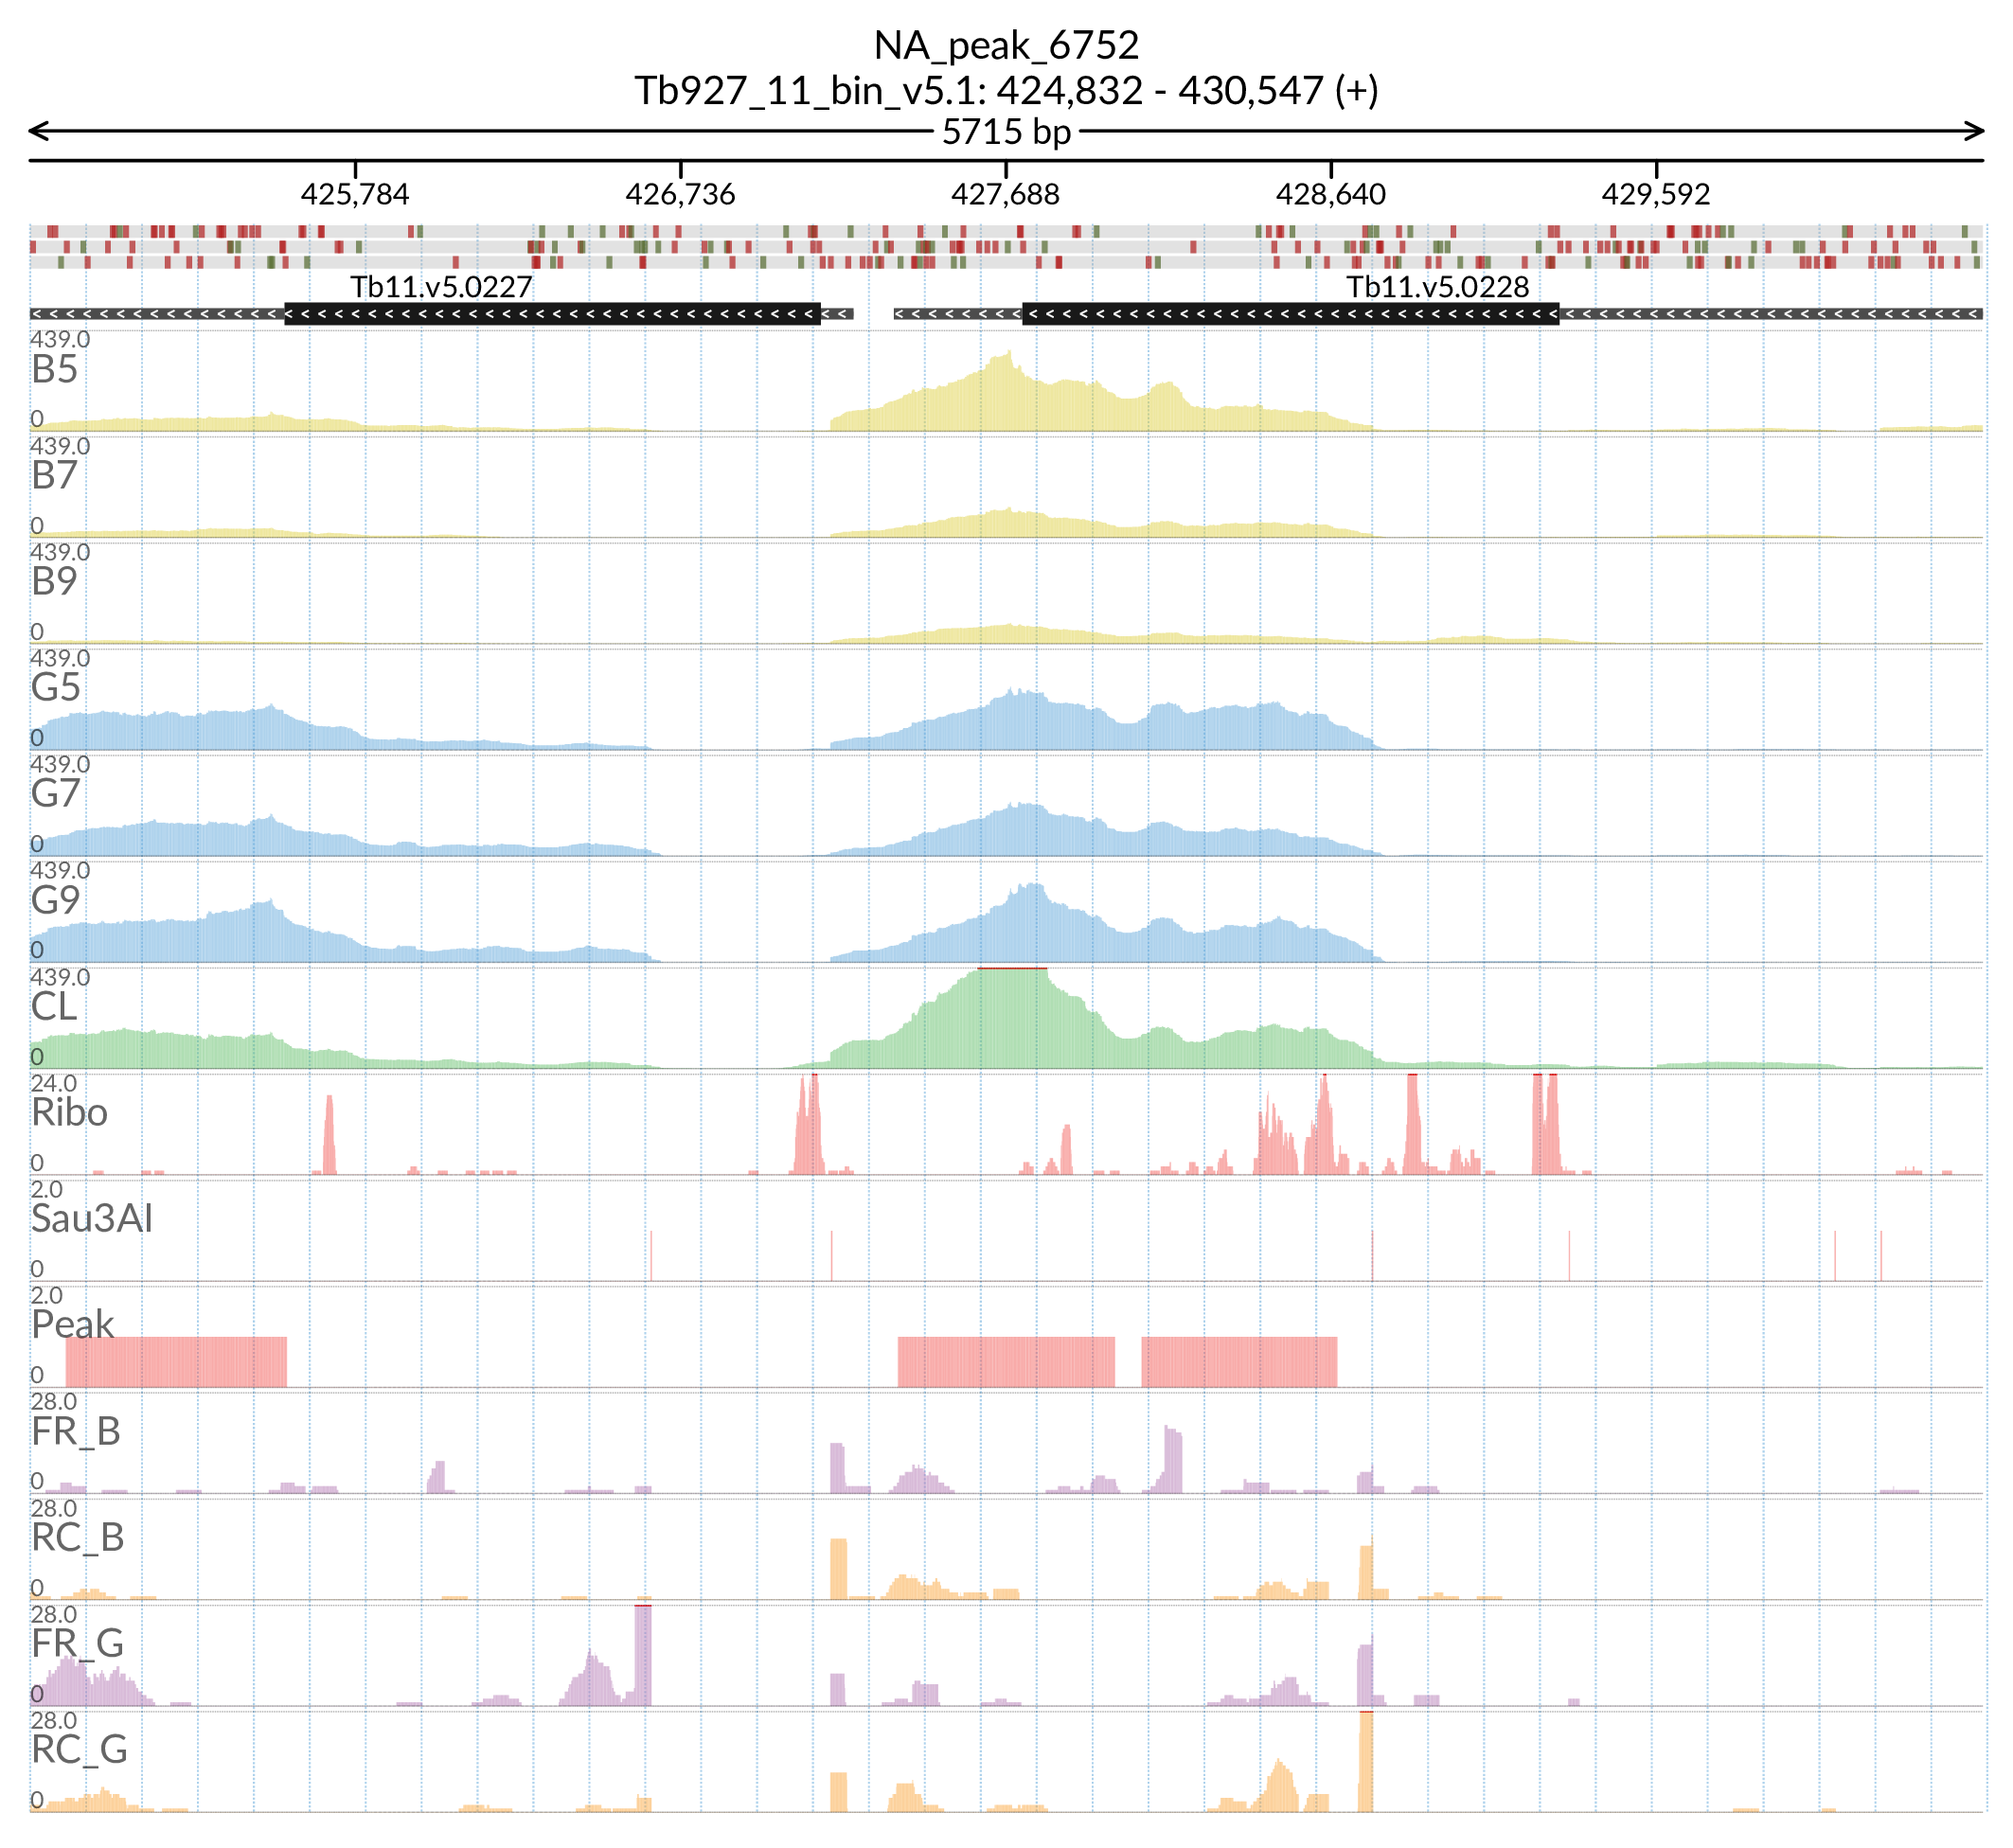 NA_peak_6752
Tb927_11_bin_v5.1: 424,832 - 430,547 (+)
5715 bp
425,784 426,736 427,688 428,640 429,592
Tb11.v5.0227 Tb11.v5.0228
439.0
B5
0
439.0
B7
0
439.0
B9
0
439.0
G5
0
439.0
G7
0
439.0
G9
0
439.0
CL
0
24.0
Ribo
0
2.0
Sau3AI
0
2.0
Peak
0
28.0
FR_B
0
28.0
RC_B
0
28.0
FR_G
0
28.0
RC_G
0